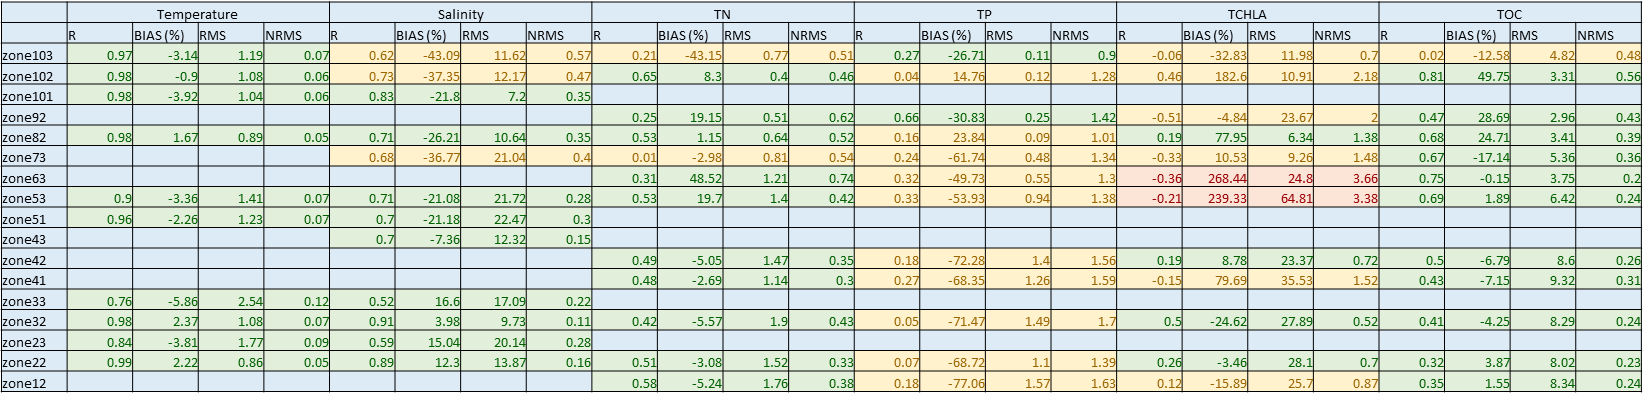 Temperature Salinity TN TP TCHLA TOC
R BIAS (%) RMS NRMS R BIAS (%) RMS NRMS R BIAS (%) RMS NRMS R BIAS (%) RMS NRMS R BIAS (%) RMS NRMS R BIAS (%) RMS NRMS
zone103 0.97 -3.14 1.19 0.07 0.62 -43.09 11.62 0.57 0.21 -43.15 0.77 0.51 0.27 -26.71 0.11 0.9 -0.06 -32.83 11.98 0.7 0.02 -12.58 4.82 0.48
zone102 0.98 -0.9 1.08 0.06 0.73 -37.35 12.17 0.47 0.65 8.3 0.4 0.46 0.04 14.76 0.12 1.28 0.46 182.6 10.91 2.18 0.81 49.75 3.31 0.56
zone101 0.98 -3.92 1.04 0.06 0.83 -21.8 7.2 0.35
zone92 0.25 19.15 0.51 0.62 0.66 -30.83 0.25 1.42 -0.51 -4.84 23.67 2 0.47 28.69 2.96 0.43
zone82 0.98 1.67 0.89 0.05 0.71 -26.21 10.64 0.35 0.53 1.15 0.64 0.52 0.16 23.84 0.09 1.01 0.19 77.95 6.34 1.38 0.68 24.71 3.41 0.39
zone73 0.68 -36.77 21.04 0.4 0.01 -2.98 0.81 0.54 0.24 -61.74 0.48 1.34 -0.33 10.53 9.26 1.48 0.67 -17.14 5.36 0.36
zone63 0.31 48.52 1.21 0.74 0.32 -49.73 0.55 1.3 -0.36 268.44 24.8 3.66 0.75 -0.15 3.75 0.2
zone53 0.9 -3.36 1.41 0.07 0.71 -21.08 21.72 0.28 0.53 19.7 1.4 0.42 0.33 -53.93 0.94 1.38 -0.21 239.33 64.81 3.38 0.69 1.89 6.42 0.24
zone51 0.96 -2.26 1.23 0.07 0.7 -21.18 22.47 0.3
zone43 0.7 -7.36 12.32 0.15
zone42 0.49 -5.05 1.47 0.35 0.18 -72.28 1.4 1.56 0.19 8.78 23.37 0.72 0.5 -6.79 8.6 0.26
zone41 0.48 -2.69 1.14 0.3 0.27 -68.35 1.26 1.59 -0.15 79.69 35.53 1.52 0.43 -7.15 9.32 0.31
zone33 0.76 -5.86 2.54 0.12 0.52 16.6 17.09 0.22
zone32 0.98 2.37 1.08 0.07 0.91 3.98 9.73 0.11 0.42 -5.57 1.9 0.43 0.05 -71.47 1.49 1.7 0.5 -24.62 27.89 0.52 0.41 -4.25 8.29 0.24
zone23 0.84 -3.81 1.77 0.09 0.59 15.04 20.14 0.28
zone22 0.99 2.22 0.86 0.05 0.89 12.3 13.87 0.16 0.51 -3.08 1.52 0.33 0.07 -68.72 1.1 1.39 0.26 -3.46 28.1 0.7 0.32 3.87 8.02 0.23
zone12 0.58 -5.24 1.76 0.38 0.18 -77.06 1.57 1.63 0.12 -15.89 25.7 0.87 0.35 1.55 8.34 0.24